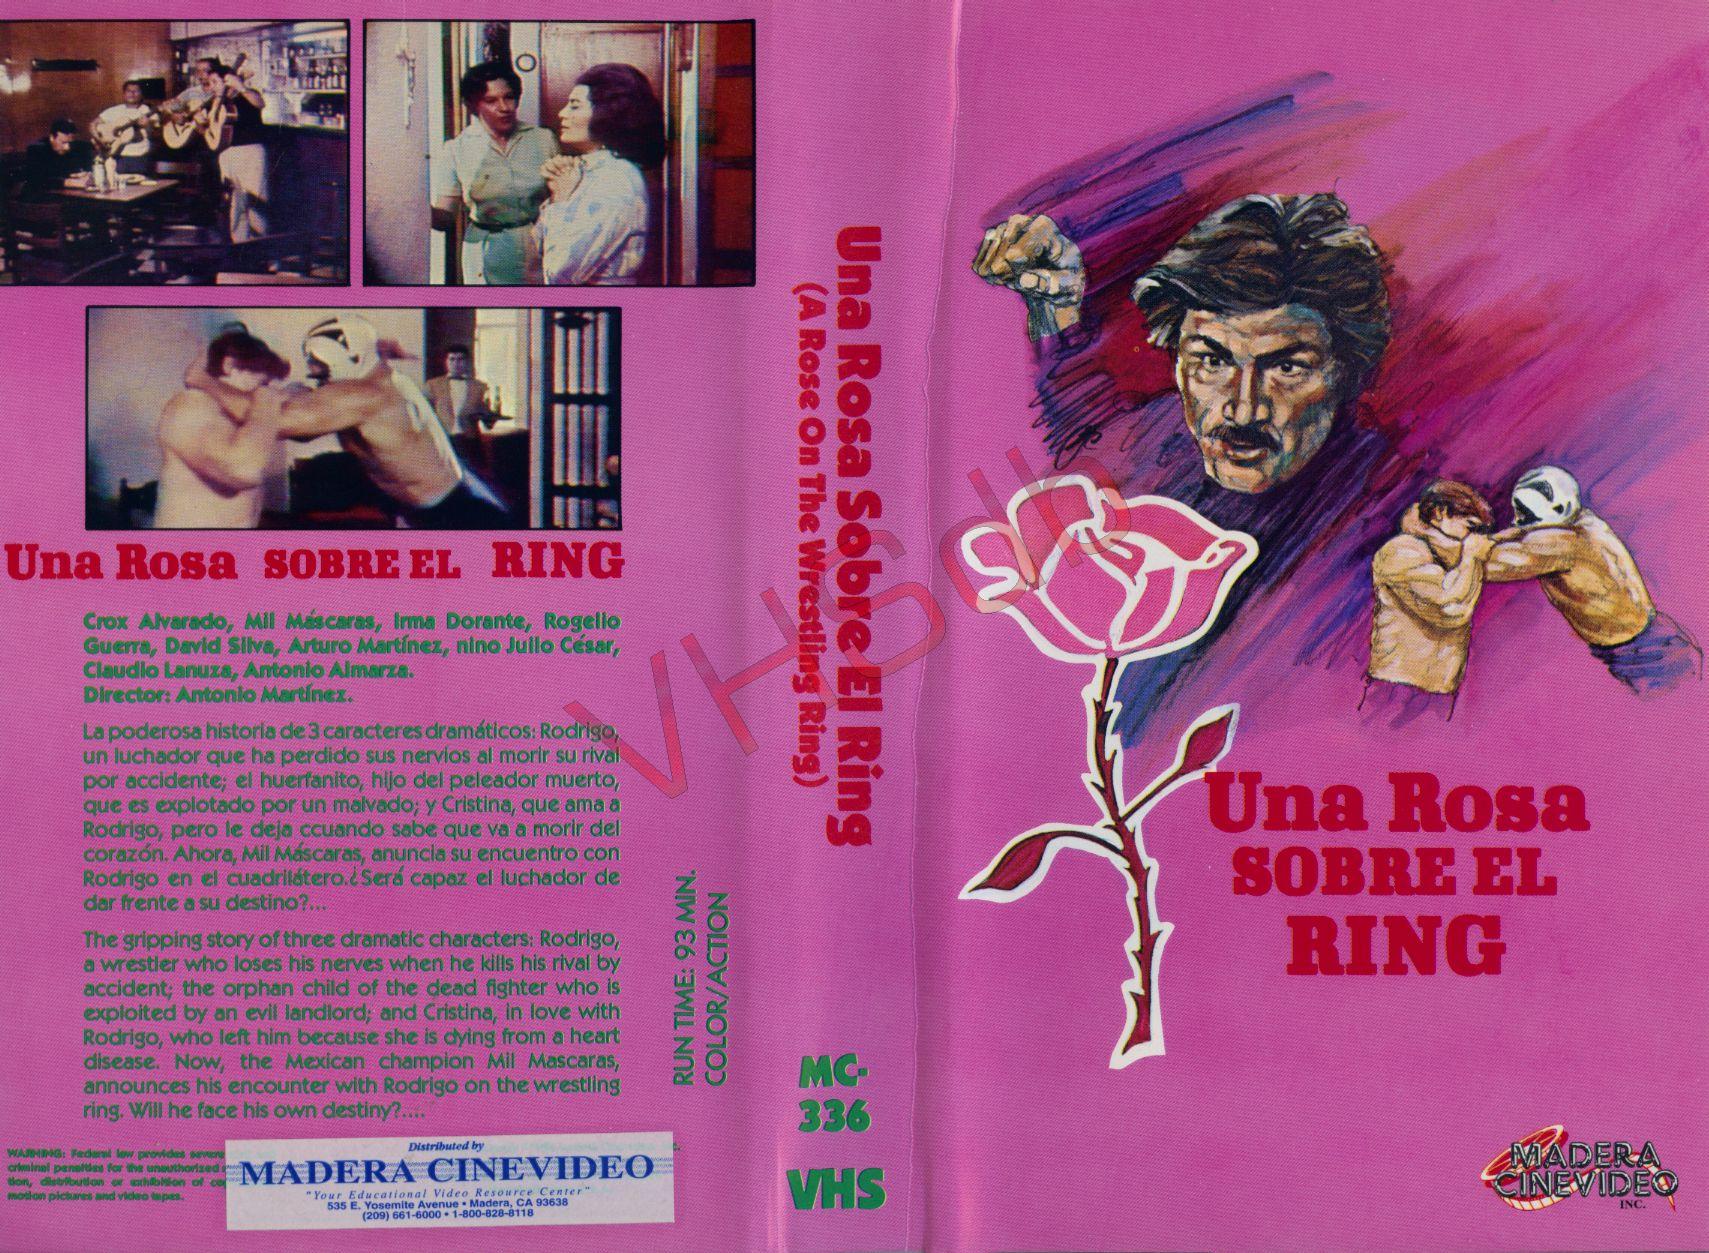 Una Rosa SOBRE EL RING
Crox Alvarado, Mil Máscaras, Irma Dorante, Rogelio
Guerra, David Silva, Arturo Martínez, nino Julio César,
Claudio Lanuza, Antonio Almarza.
Director: Antonio Martínez.
La poderosa historia de 3 caracteres dramáticos: Rodrigo,
un luchador que ha perdido sus nervios al morir su rival
por accidente; el huerfanito, hijo del peleador muerto,
que es explotado por un malvado; y Cristina, que ama a
Rodrigo, pero le deja ccuando sabe que va a morir del
corazón. Ahora, Mil Máscaras, anuncia su encuentro con
Rodrigo en el cuadrilátero.¿Será capaz el luchador de
dar frente a su destino?...
The gripping story of three dramatic characters: Rodrigo,
a wrestler who loses his nerves when he kills his rival by
accident; the orphan child of the dead fighter who is
exploited by an evil landlord; and Cristina, in love with
Rodrigo, who left him because she is dying from a heart
disease. Now, the Mexican champion Mil Mascaras,
announces his encounter with Rodrigo on the wrestling
ring. Will he face his own destiny?....
RUN TIME: 93 MIN.
COLOR/ACTION
WARNING: Federal law provides severe
criminal penalties for the unauthorized
tion, distribution or exhibition of
motion pictures and video tapes.
Distributed by
MADERA CINEVIDEO
"Your Educational Video Resource Center"
535 E. Yosemite Avenue • Madera, CA 93638
(209) 661-6000 • 1-800-828-8118
Una Rosa Sobre El Ring
(A Rose On The Wrestling Ring)
MC-
336
VHS
VHSdb
Una Rosa
SOBRE EL
RING
MADERA
CINEVIDEO
INC.